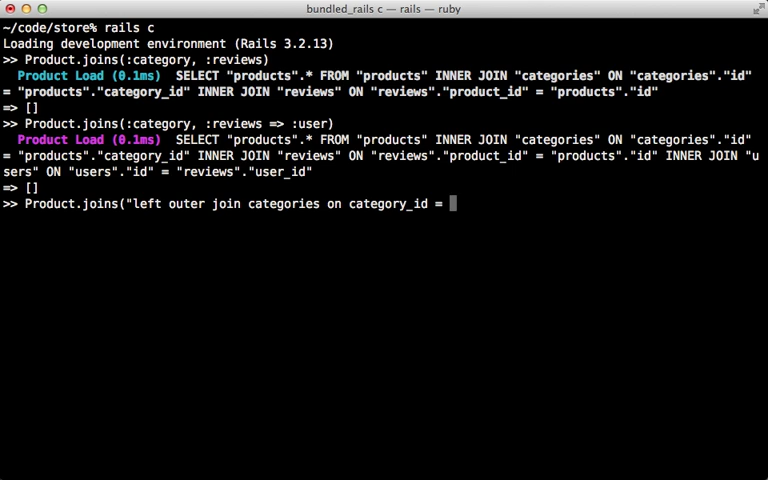 bundled_rails c — rails — ruby
~/code/store% rails c
Loading development environment (Rails 3.2.13)
>> Product.joins(:category, :reviews)
  Product Load (0.1ms)  SELECT "products".* FROM "products" INNER JOIN "categories" ON "categories"."id"
= "products"."category_id" INNER JOIN "reviews" ON "reviews"."product_id" = "products"."id"
=> []
>> Product.joins(:category, :reviews => :user)
  Product Load (0.1ms)  SELECT "products".* FROM "products" INNER JOIN "categories" ON "categories"."id"
= "products"."category_id" INNER JOIN "reviews" ON "reviews"."product_id" = "products"."id" INNER JOIN "u
sers" ON "users"."id" = "reviews"."user_id"
=> []
>> Product.joins("left outer join categories on category_id =